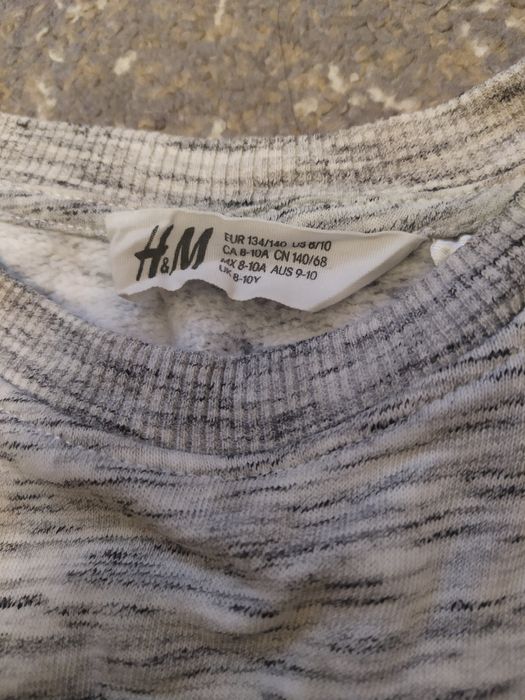 H&M
EUR 134/140 US 8/10
CA 8-10A CN 140/68
MX 8-10A AUS 9-10
UK 8-10Y